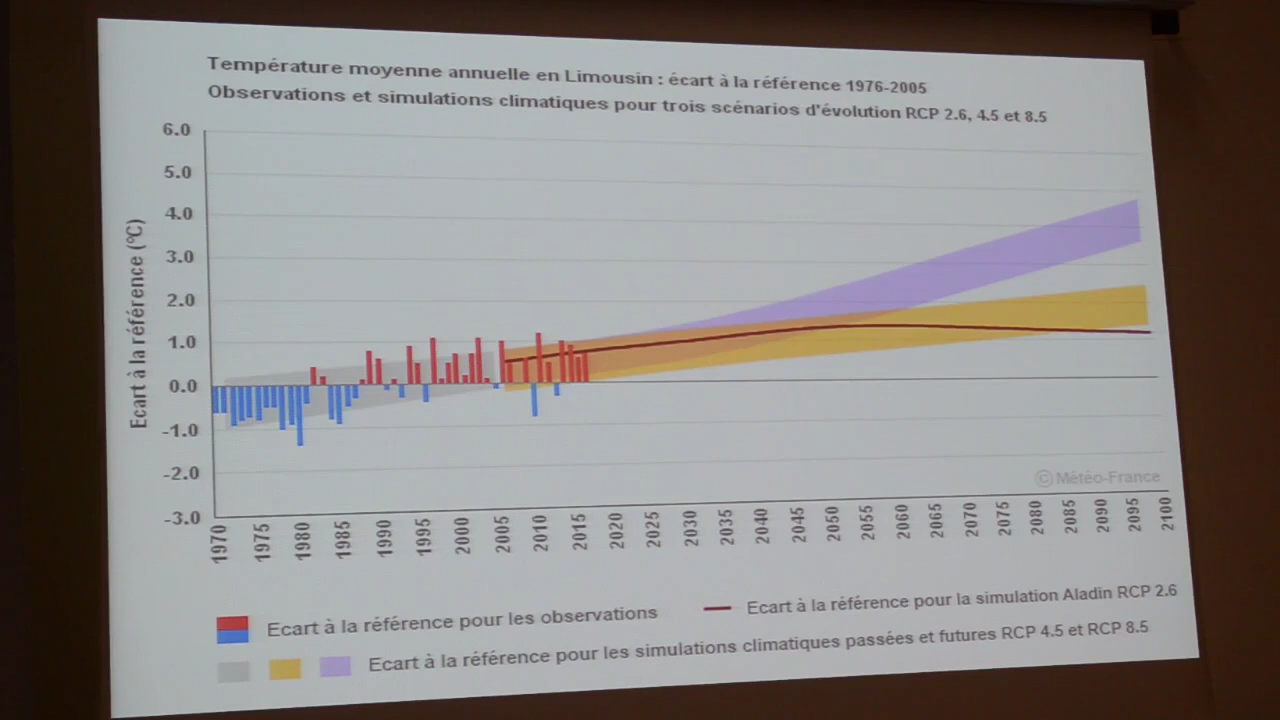 Température moyenne annuelle en Limousin : écart à la référence 1976-2005
Observations et simulations climatiques pour trois scénarios d'évolution RCP 2.6, 4.5 et 8.5
6.0
5.0
4.0
3.0
2.0
1.0
0.0
-1.0
-2.0
-3.0
Ecart à la référence (°C)
© Météo-France
1970 1975 1980 1985 1990 1995 2000 2005 2010 2015 2020 2025 2030 2035 2040 2045 2050 2055 2060 2065 2070 2075 2080 2085 2090 2095 2100
Ecart à la référence pour les observations
Ecart à la référence pour la simulation Aladin RCP 2.6
Ecart à la référence pour les simulations climatiques passées et futures RCP 4.5 et RCP 8.5